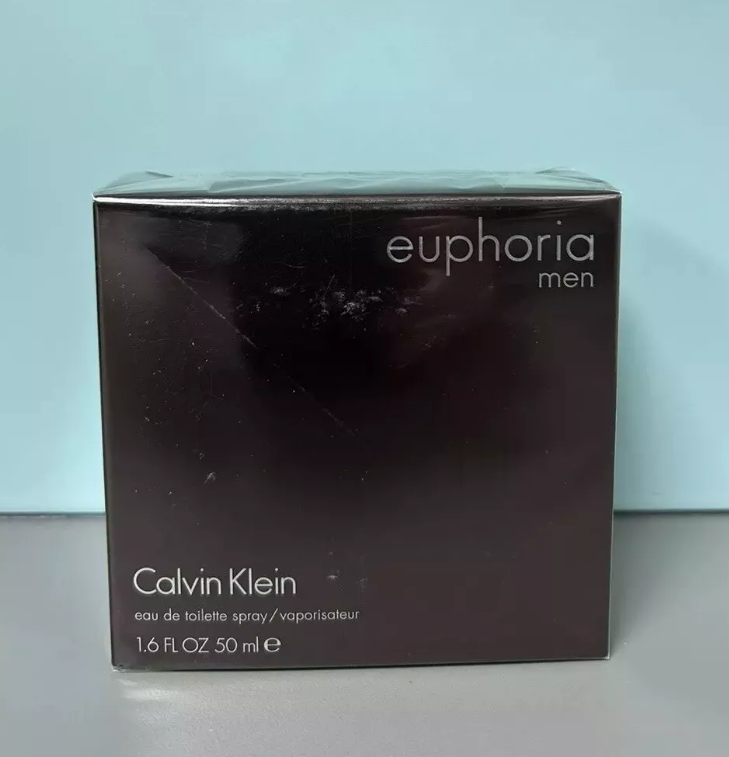 euphoria
men
Calvin Klein
eau de toilette spray/vaporisateur
1.6 FL OZ 50 ml ℮